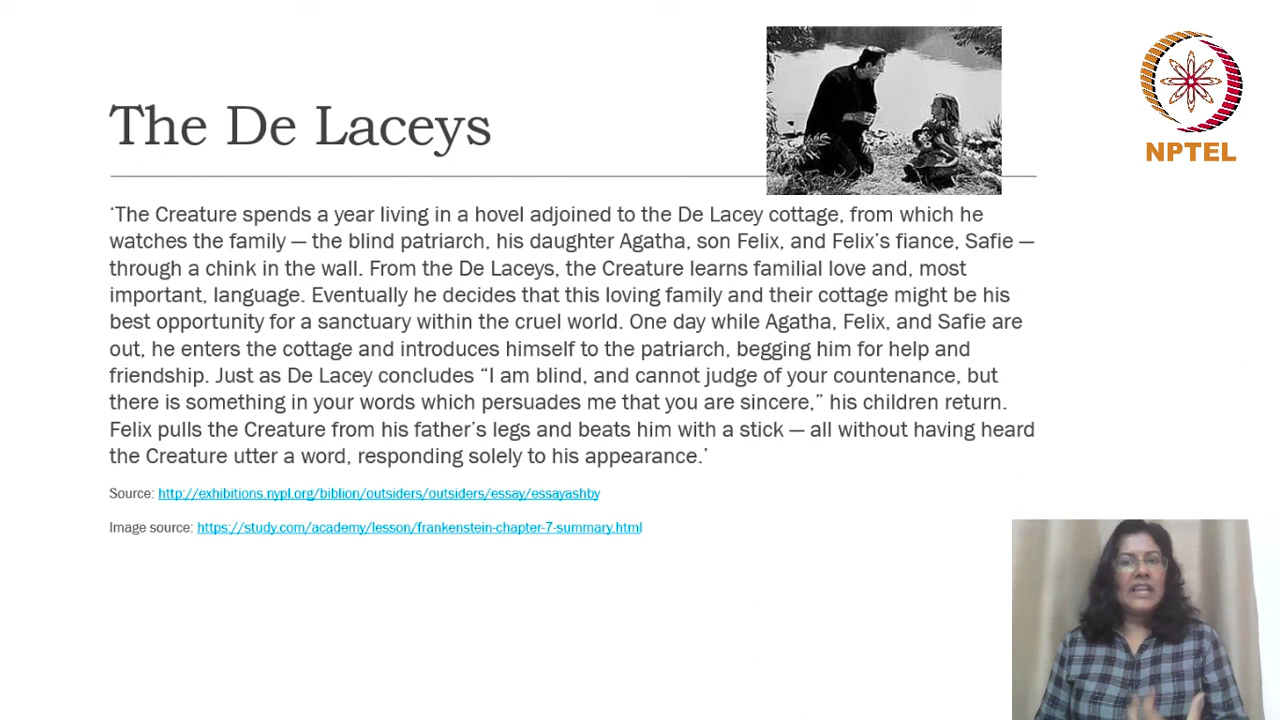 The De Laceys
NPTEL
‘The Creature spends a year living in a hovel adjoined to the De Lacey cottage, from which he
watches the family — the blind patriarch, his daughter Agatha, son Felix, and Felix’s fiance, Safie —
through a chink in the wall. From the De Laceys, the Creature learns familial love and, most
important, language. Eventually he decides that this loving family and their cottage might be his
best opportunity for a sanctuary within the cruel world. One day while Agatha, Felix, and Safie are
out, he enters the cottage and introduces himself to the patriarch, begging him for help and
friendship. Just as De Lacey concludes “I am blind, and cannot judge of your countenance, but
there is something in your words which persuades me that you are sincere,” his children return.
Felix pulls the Creature from his father’s legs and beats him with a stick — all without having heard
the Creature utter a word, responding solely to his appearance.’
Source: http://exhibitions.nypl.org/biblion/outsiders/outsiders/essay/essayashby
Image source: https://study.com/academy/lesson/frankenstein-chapter-7-summary.html